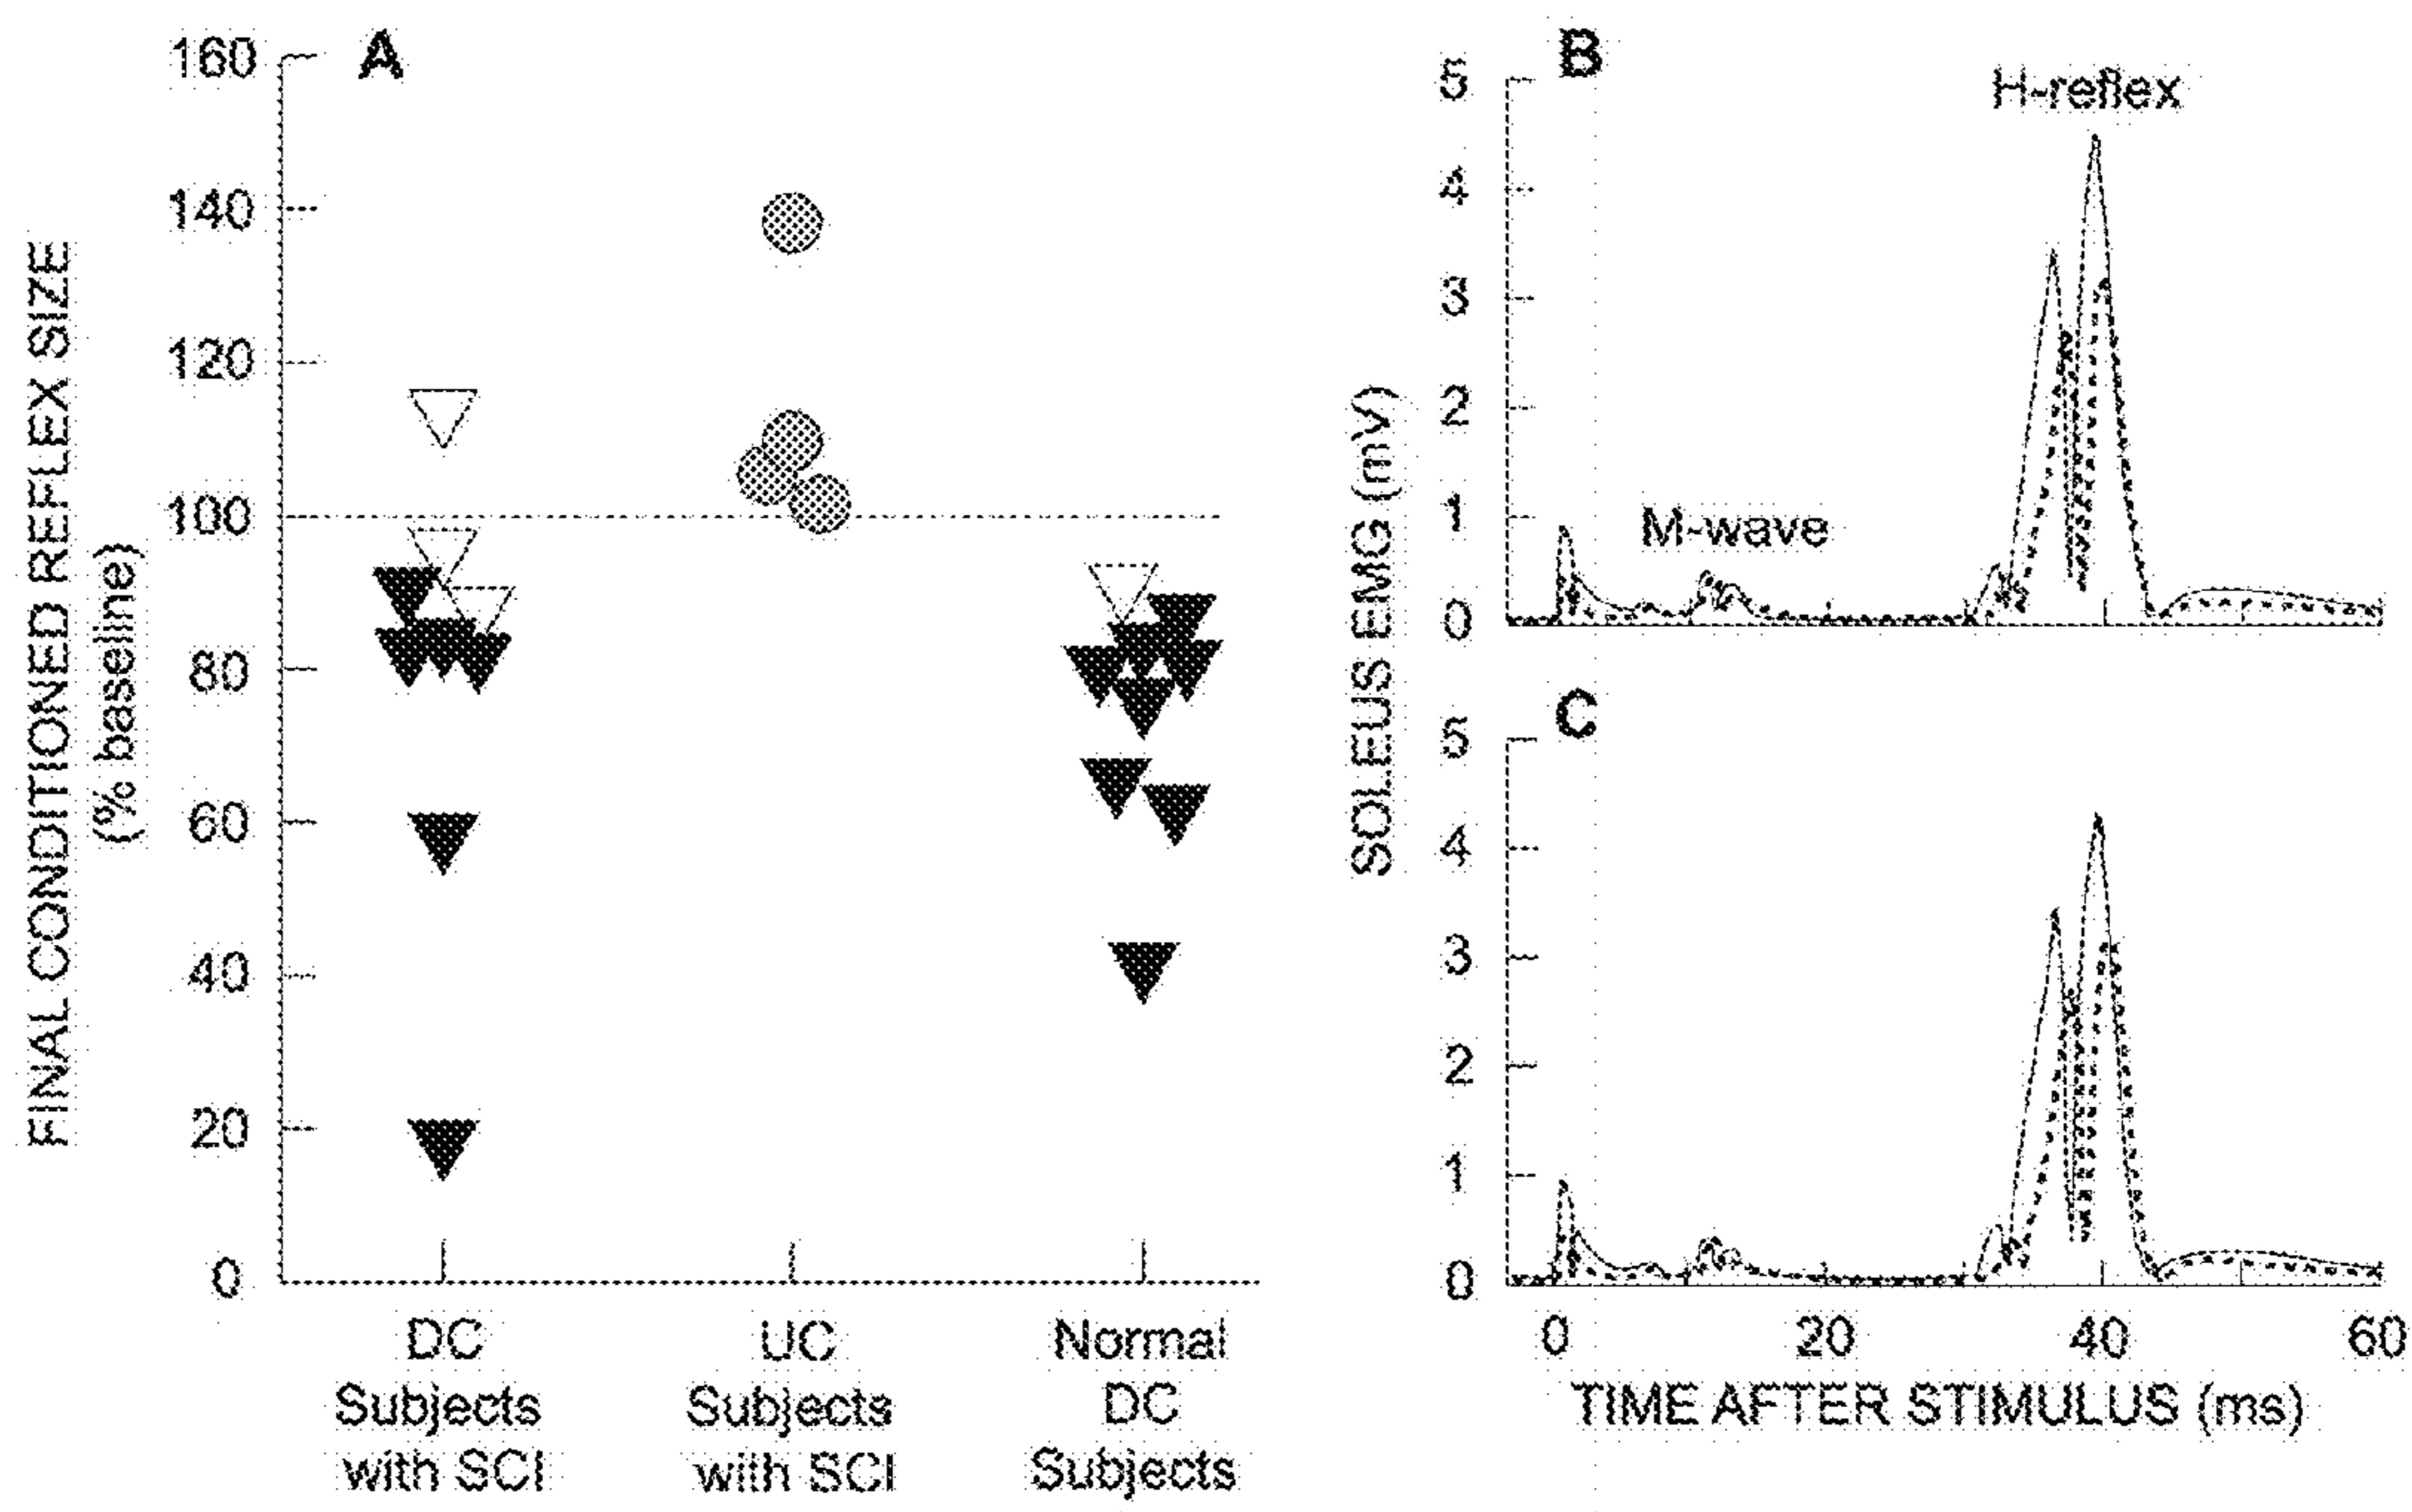 A
FINAL CONDITIONED REFLEX SIZE
(% baseline)
160
140
120
100
80
60
40
20
0
DC
Subjects
with SCI
UC
Subjects
with SCI
Normal
DC
Subjects
B
SOLEUS EMG (mV)
5
4
3
2
1
0
H-reflex
M-wave
C
5
4
3
2
1
0
0 20 40 60
TIME AFTER STIMULUS (ms)